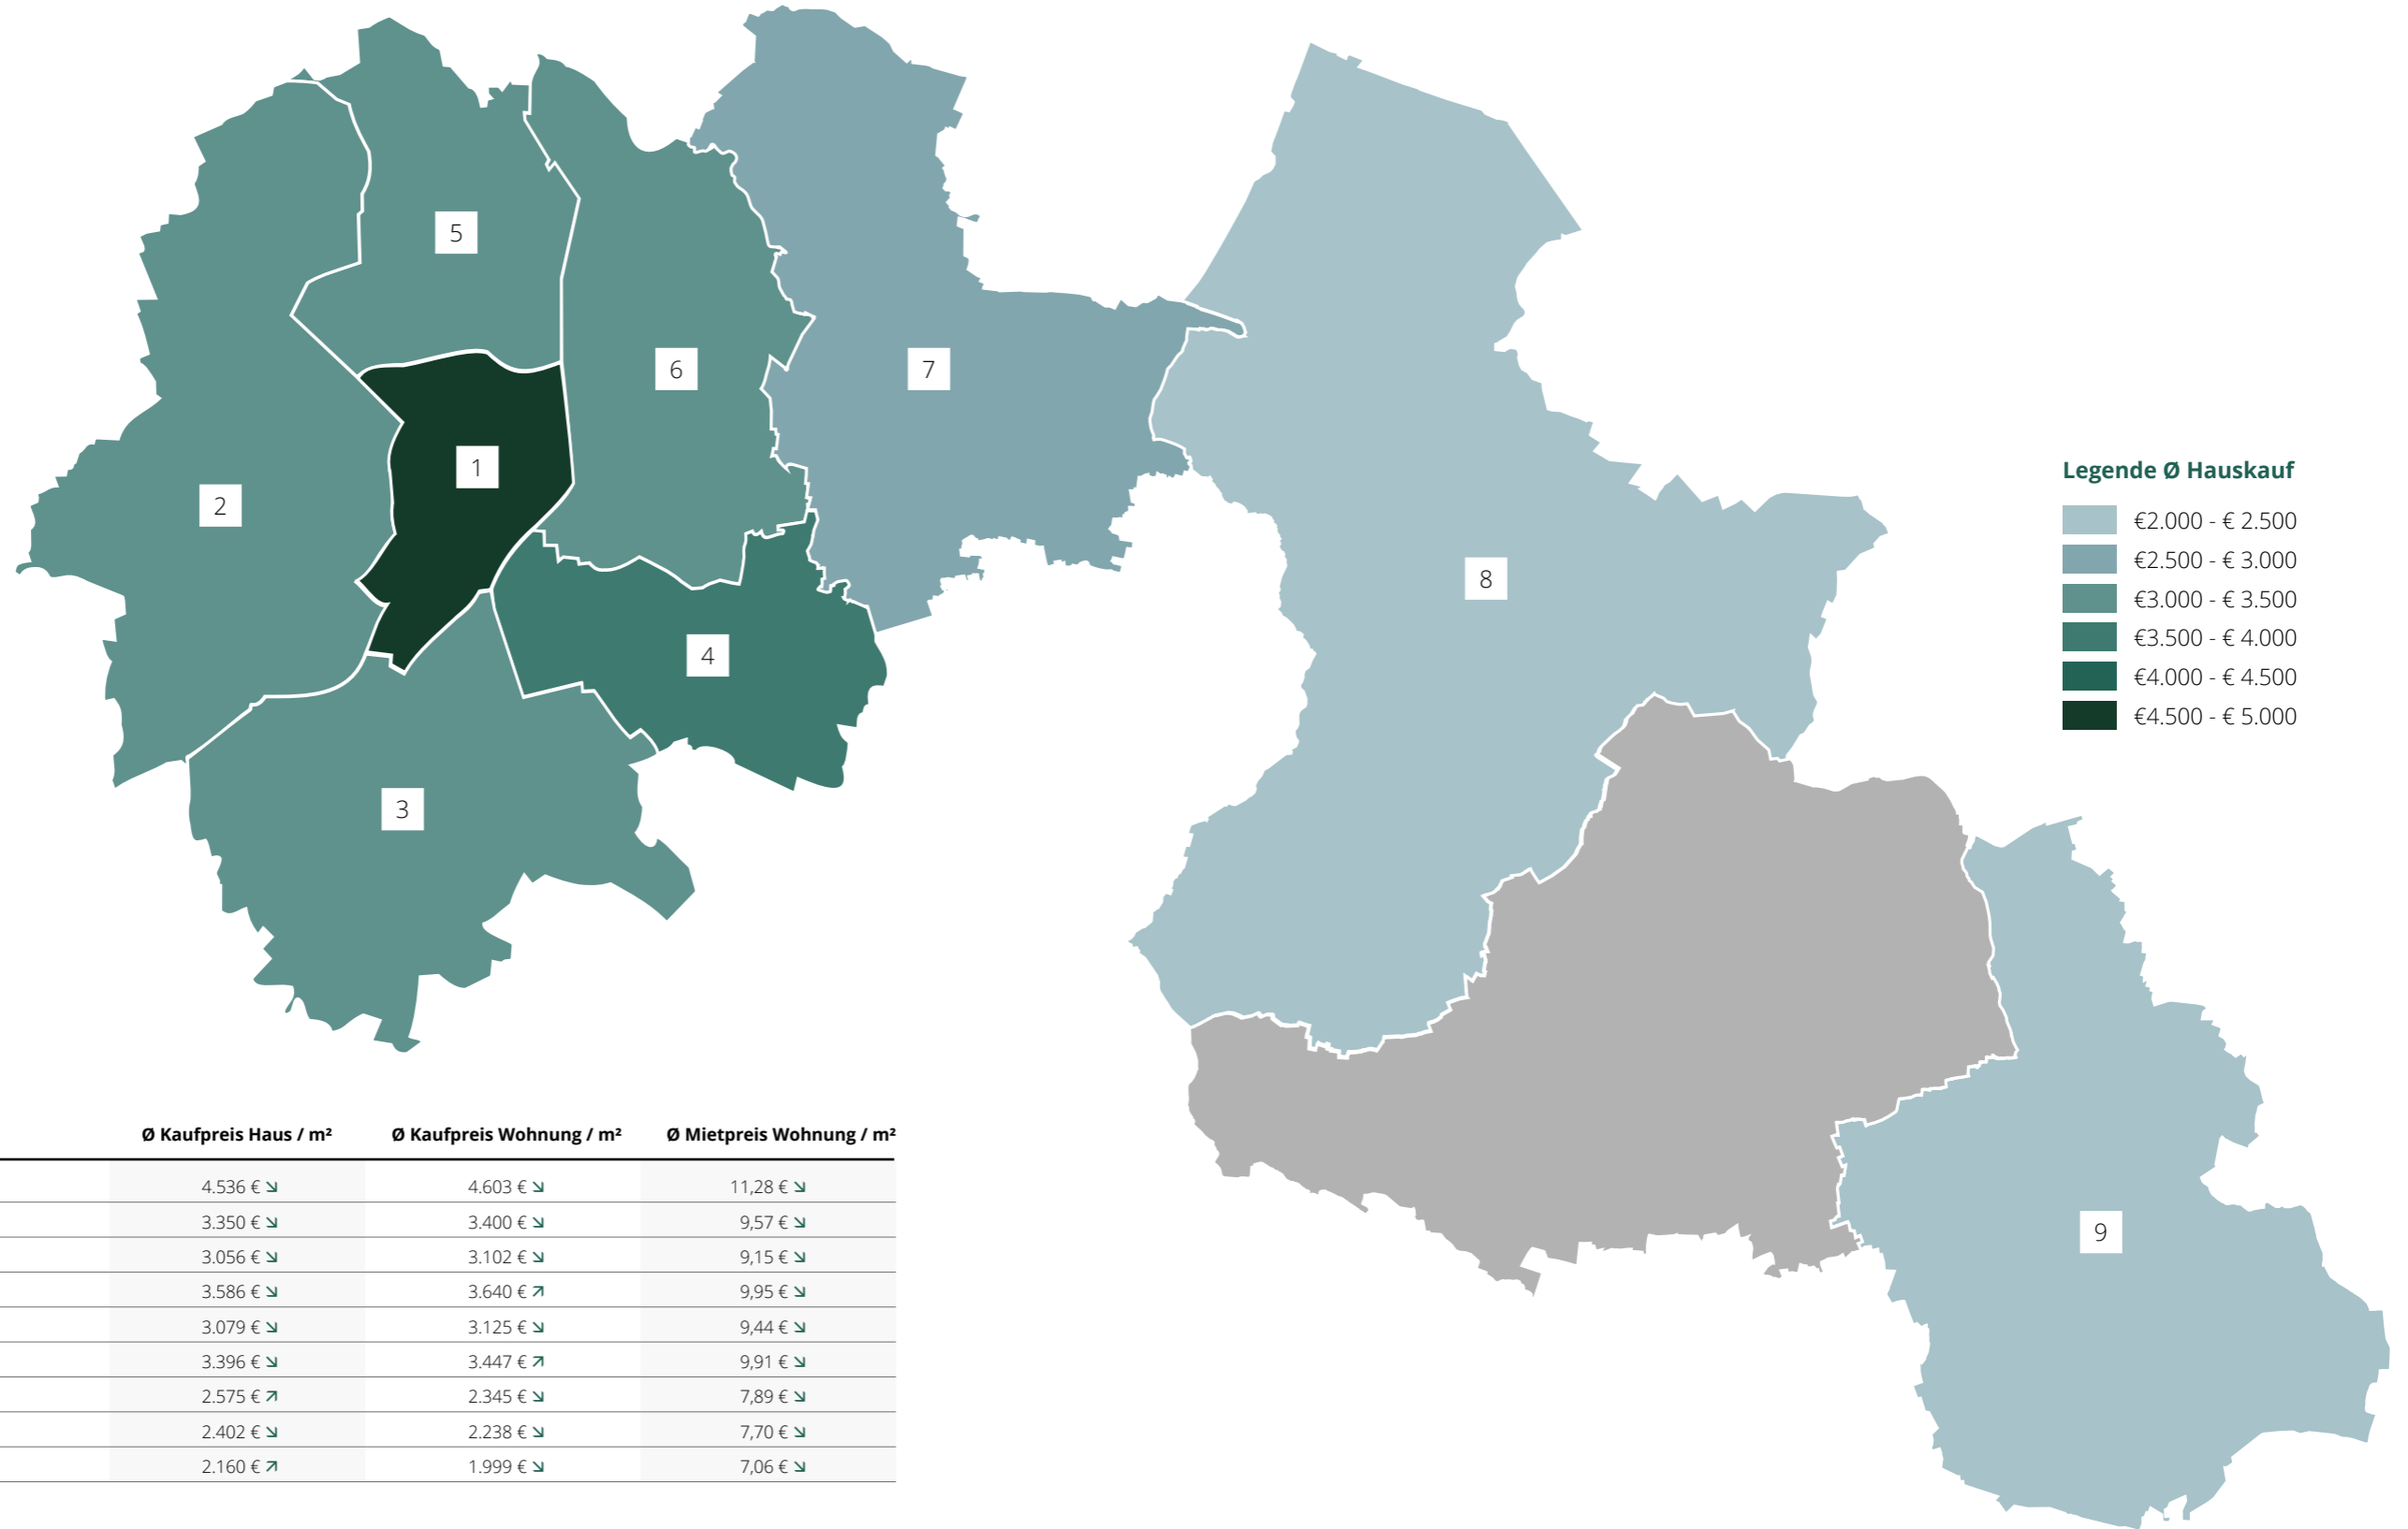 5
6
7
1
2
8
4
3
9
Legende Ø Hauskauf
€2.000 - € 2.500
€2.500 - € 3.000
€3.000 - € 3.500
€3.500 - € 4.000
€4.000 - € 4.500
€4.500 - € 5.000
Ø Kaufpreis Haus / m² Ø Kaufpreis Wohnung / m² Ø Mietpreis Wohnung / m²
4.536 € ↘ 4.603 € ↘ 11,28 € ↘
3.350 € ↘ 3.400 € ↘ 9,57 € ↘
3.056 € ↘ 3.102 € ↘ 9,15 € ↘
3.586 € ↘ 3.640 € ↗ 9,95 € ↘
3.079 € ↘ 3.125 € ↘ 9,44 € ↘
3.396 € ↘ 3.447 € ↗ 9,91 € ↘
2.575 € ↗ 2.345 € ↘ 7,89 € ↘
2.402 € ↘ 2.238 € ↘ 7,70 € ↘
2.160 € ↗ 1.999 € ↘ 7,06 € ↘